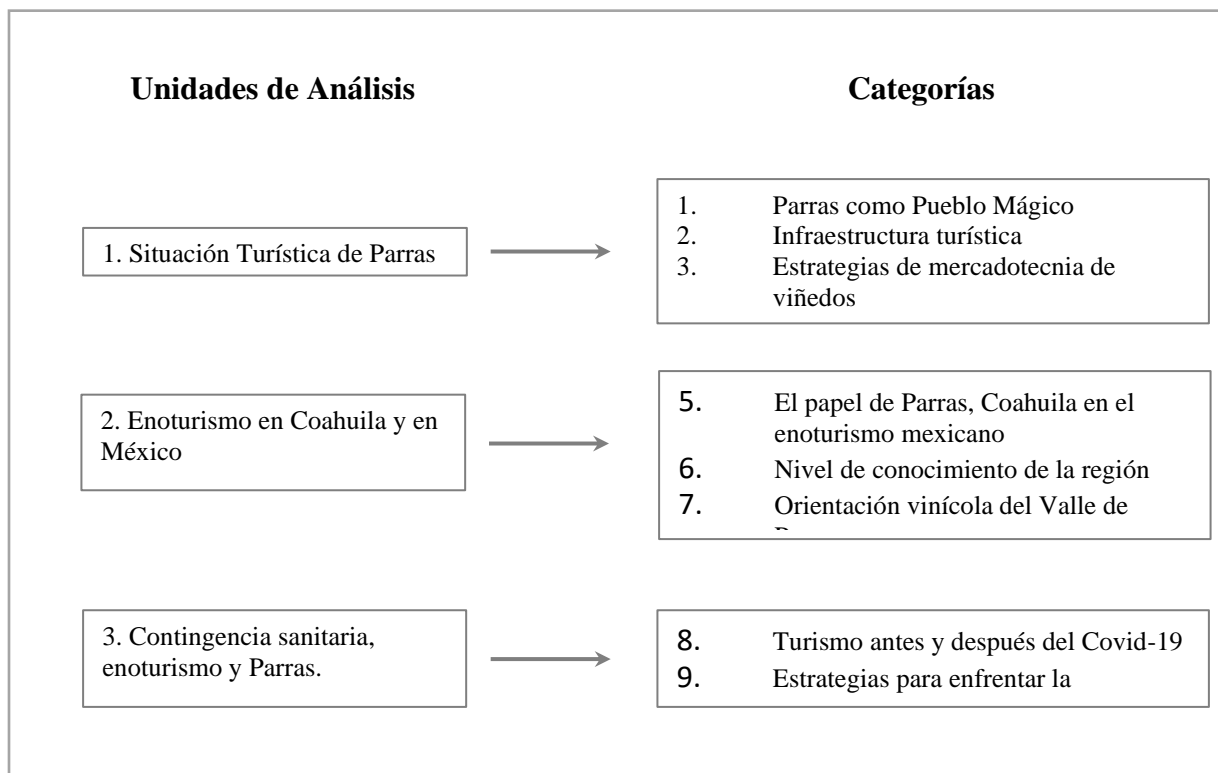 Unidades de Análisis
Categorías
1. Situación Turística de Parras
1. Parras como Pueblo Mágico
2. Infraestructura turística
3. Estrategias de mercadotecnia de
viñedos
2. Enoturismo en Coahuila y en
México
5. El papel de Parras, Coahuila en el
enoturismo mexicano
6. Nivel de conocimiento de la región
7. Orientación vinícola del Valle de
3. Contingencia sanitaria,
enoturismo y Parras.
8. Turismo antes y después del Covid-19
9. Estrategias para enfrentar la